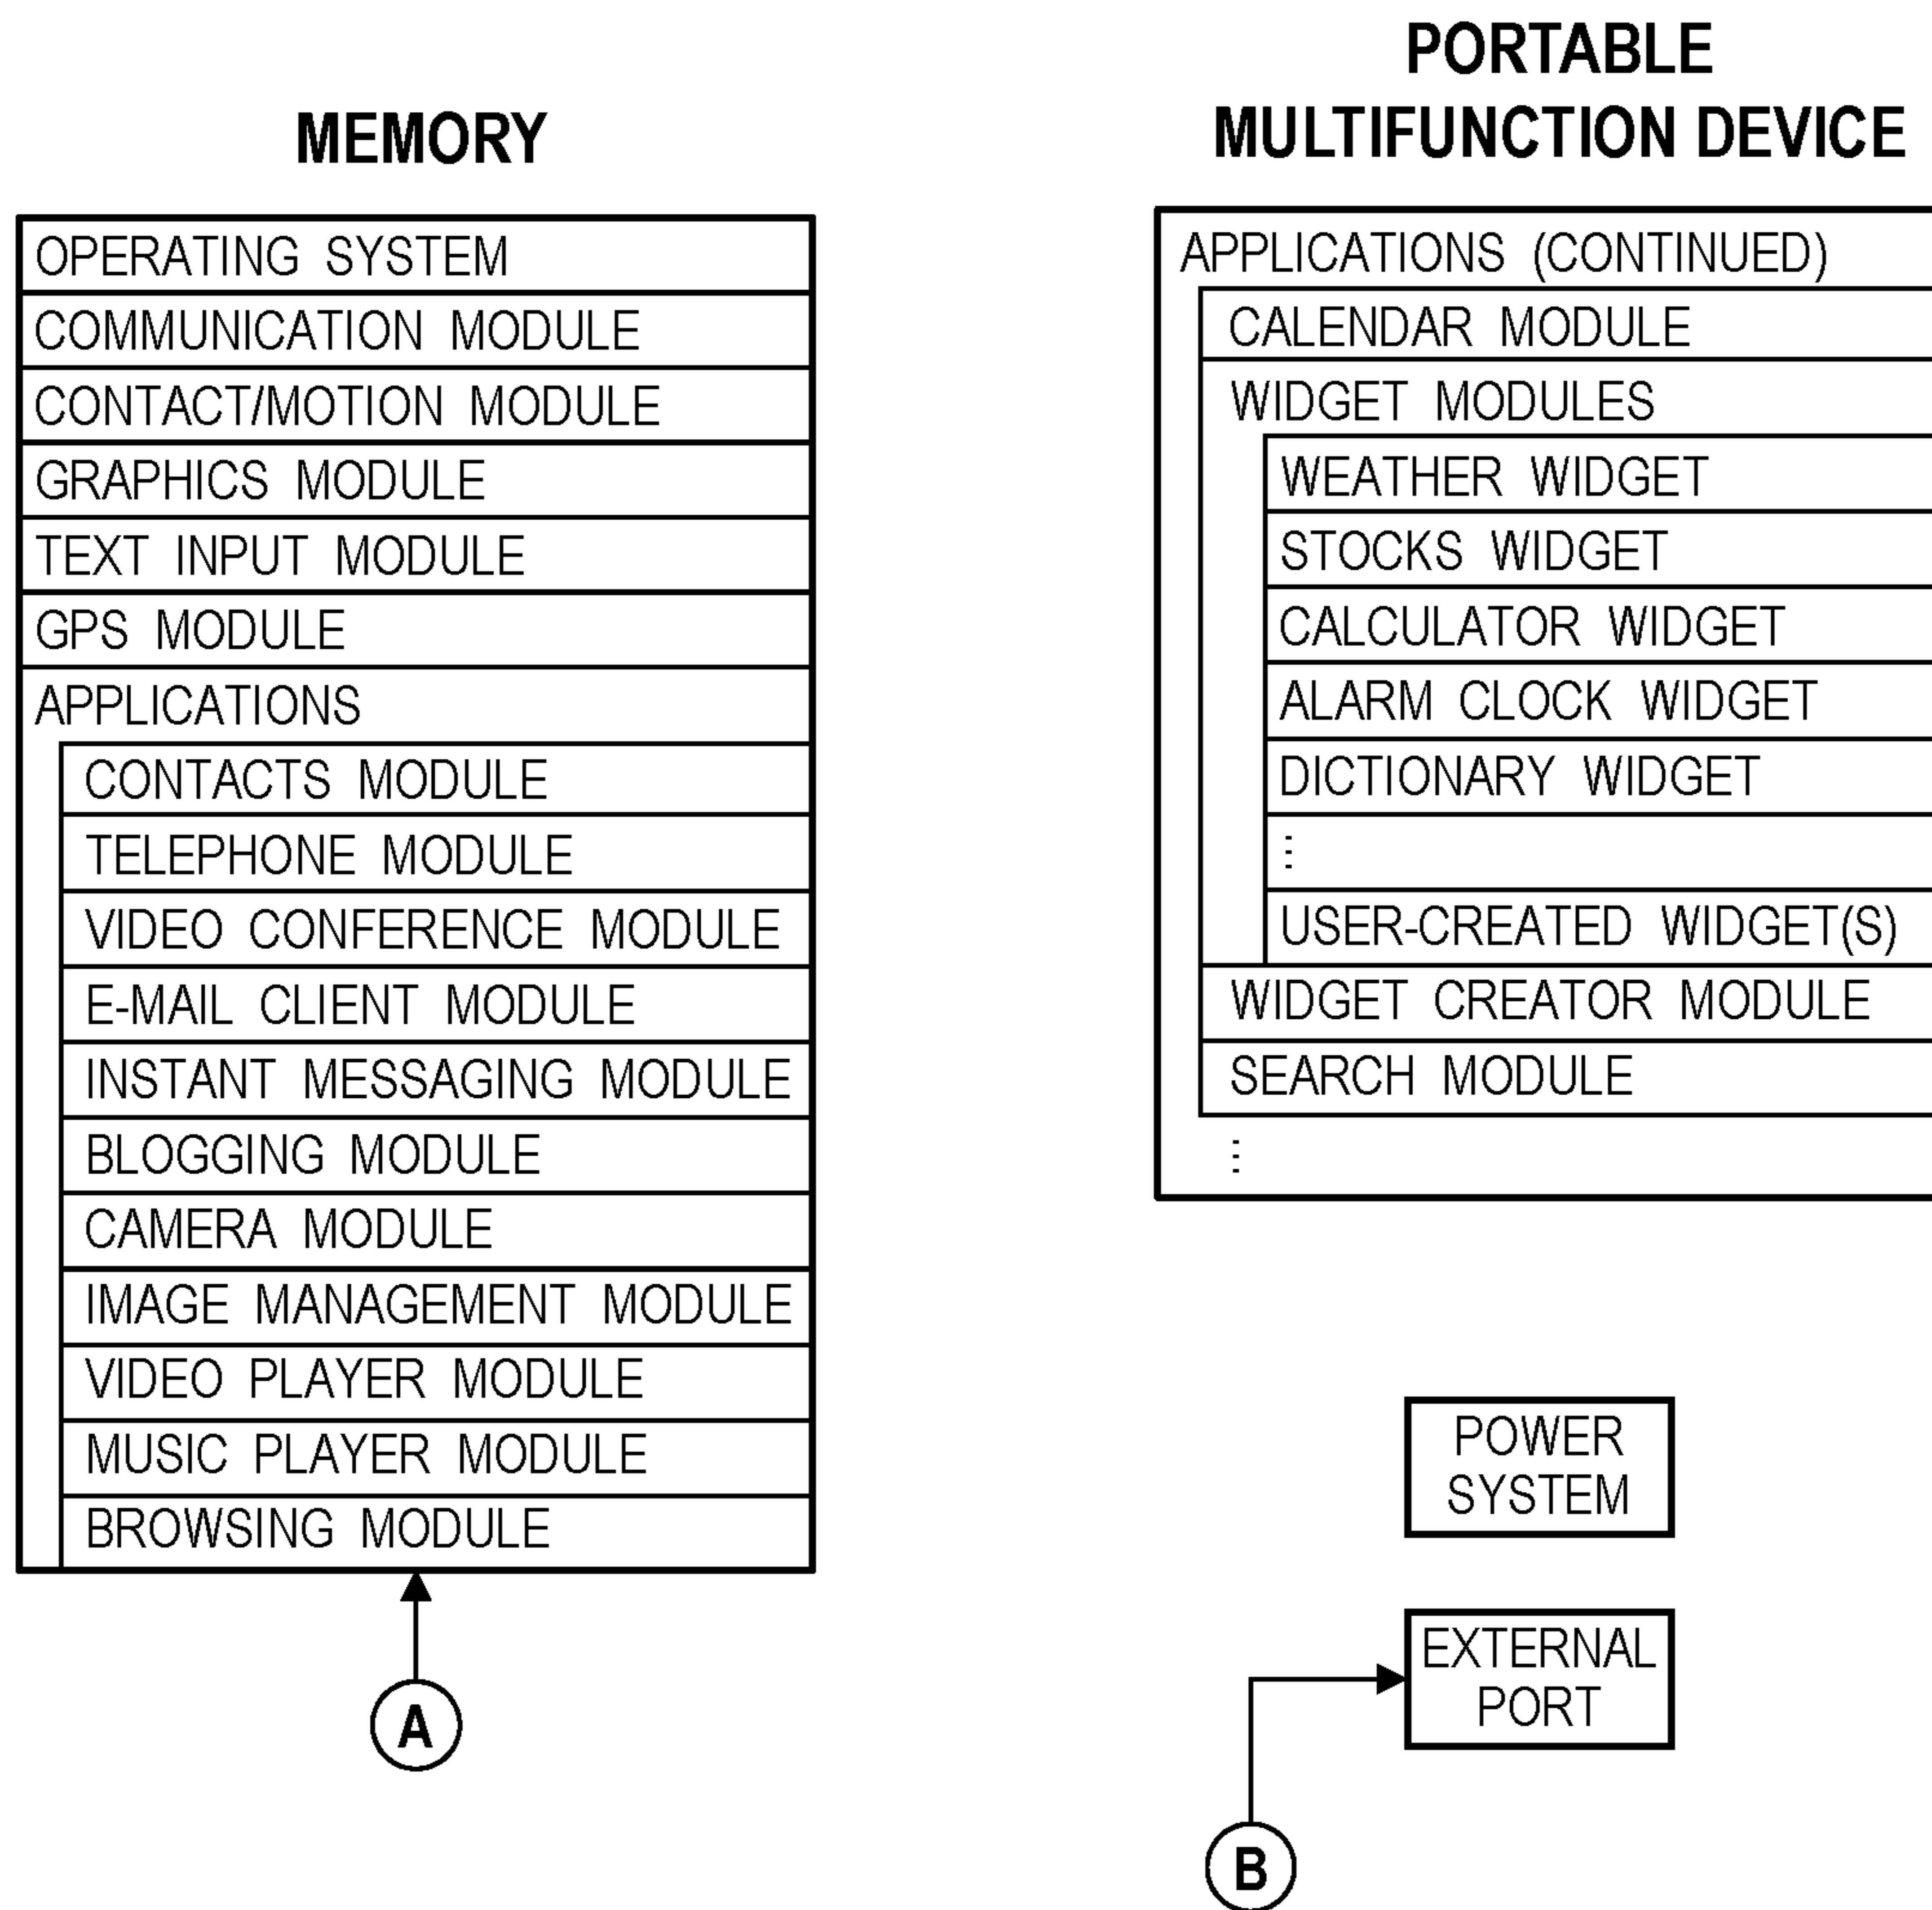 MEMORY
OPERATING SYSTEM
COMMUNICATION MODULE
CONTACT/MOTION MODULE
GRAPHICS MODULE
TEXT INPUT MODULE
GPS MODULE
APPLICATIONS
CONTACTS MODULE
TELEPHONE MODULE
VIDEO CONFERENCE MODULE
E-MAIL CLIENT MODULE
INSTANT MESSAGING MODULE
BLOGGING MODULE
CAMERA MODULE
IMAGE MANAGEMENT MODULE
VIDEO PLAYER MODULE
MUSIC PLAYER MODULE
BROWSING MODULE
A
PORTABLE
MULTIFUNCTION DEVICE
APPLICATIONS (CONTINUED)
CALENDAR MODULE
WIDGET MODULES
WEATHER WIDGET
STOCKS WIDGET
CALCULATOR WIDGET
ALARM CLOCK WIDGET
DICTIONARY WIDGET
⋮
USER-CREATED WIDGET(S)
WIDGET CREATOR MODULE
SEARCH MODULE
⋮
POWER
SYSTEM
EXTERNAL
PORT
B